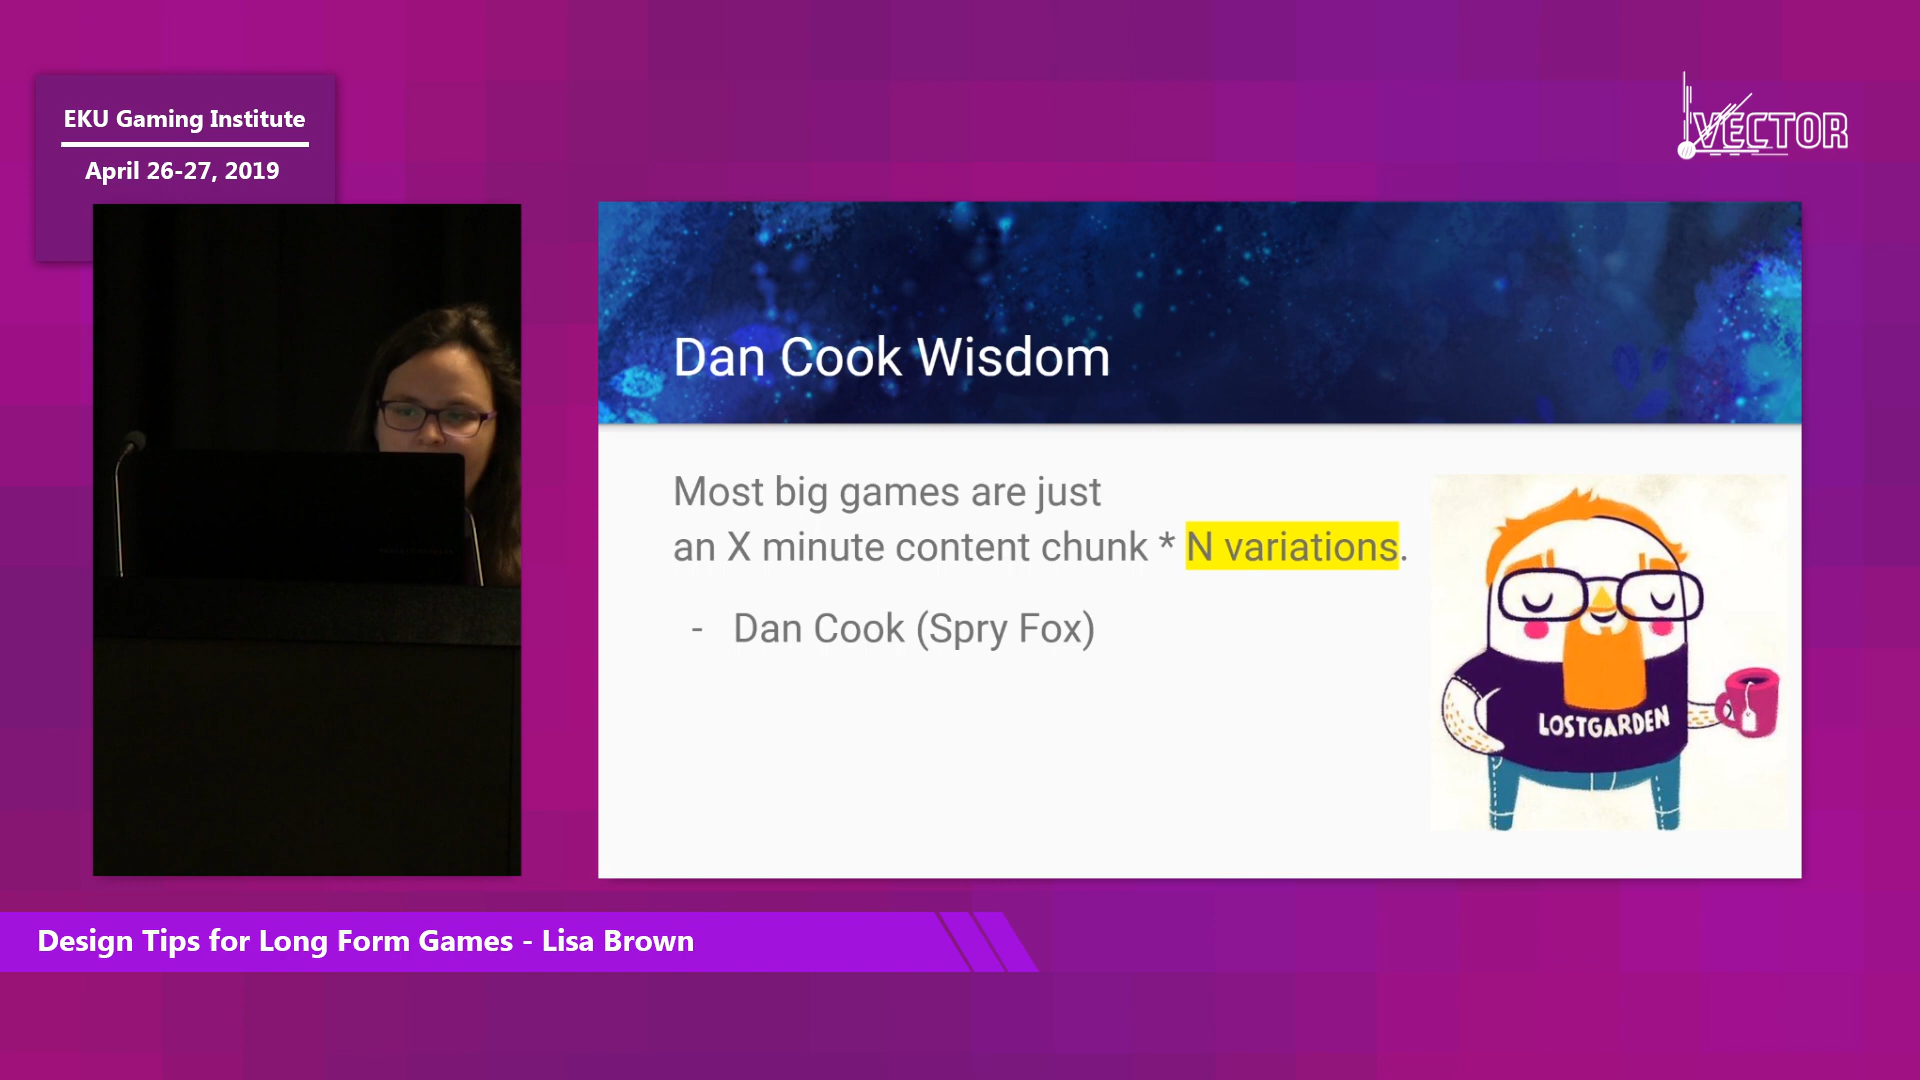 EKU Gaming Institute
April 26-27, 2019
VECTOR
Dan Cook Wisdom
Most big games are just
an X minute content chunk * N variations.
- Dan Cook (Spry Fox)
LOSTGARDEN
Design Tips for Long Form Games - Lisa Brown